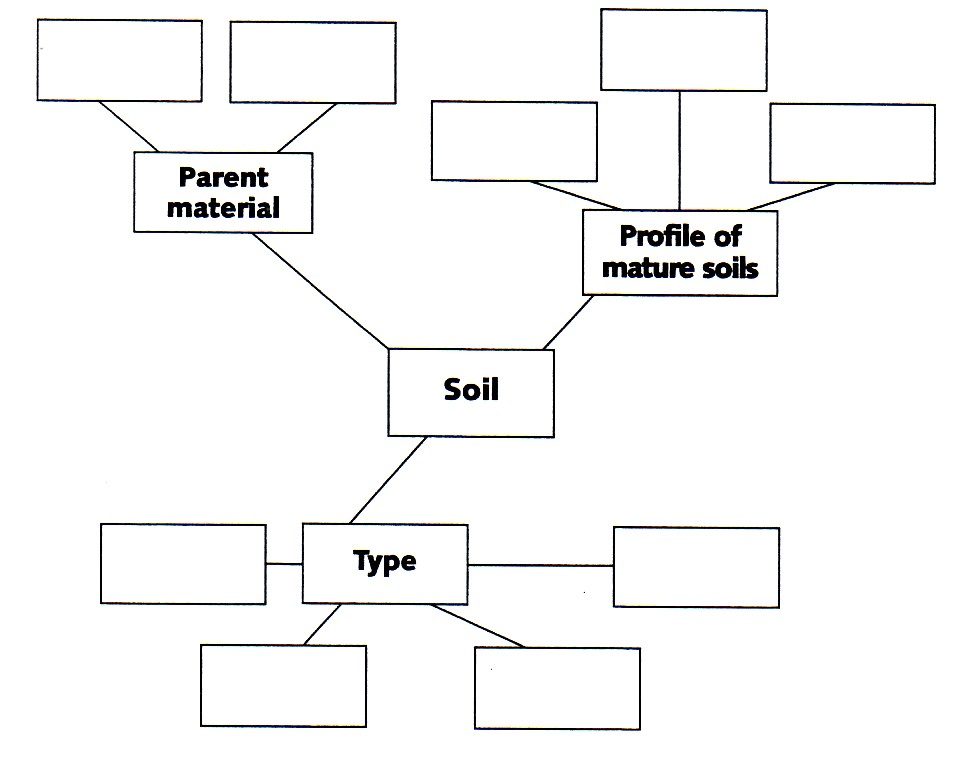 Parent
material
Profile of
mature soils
Soil
Type